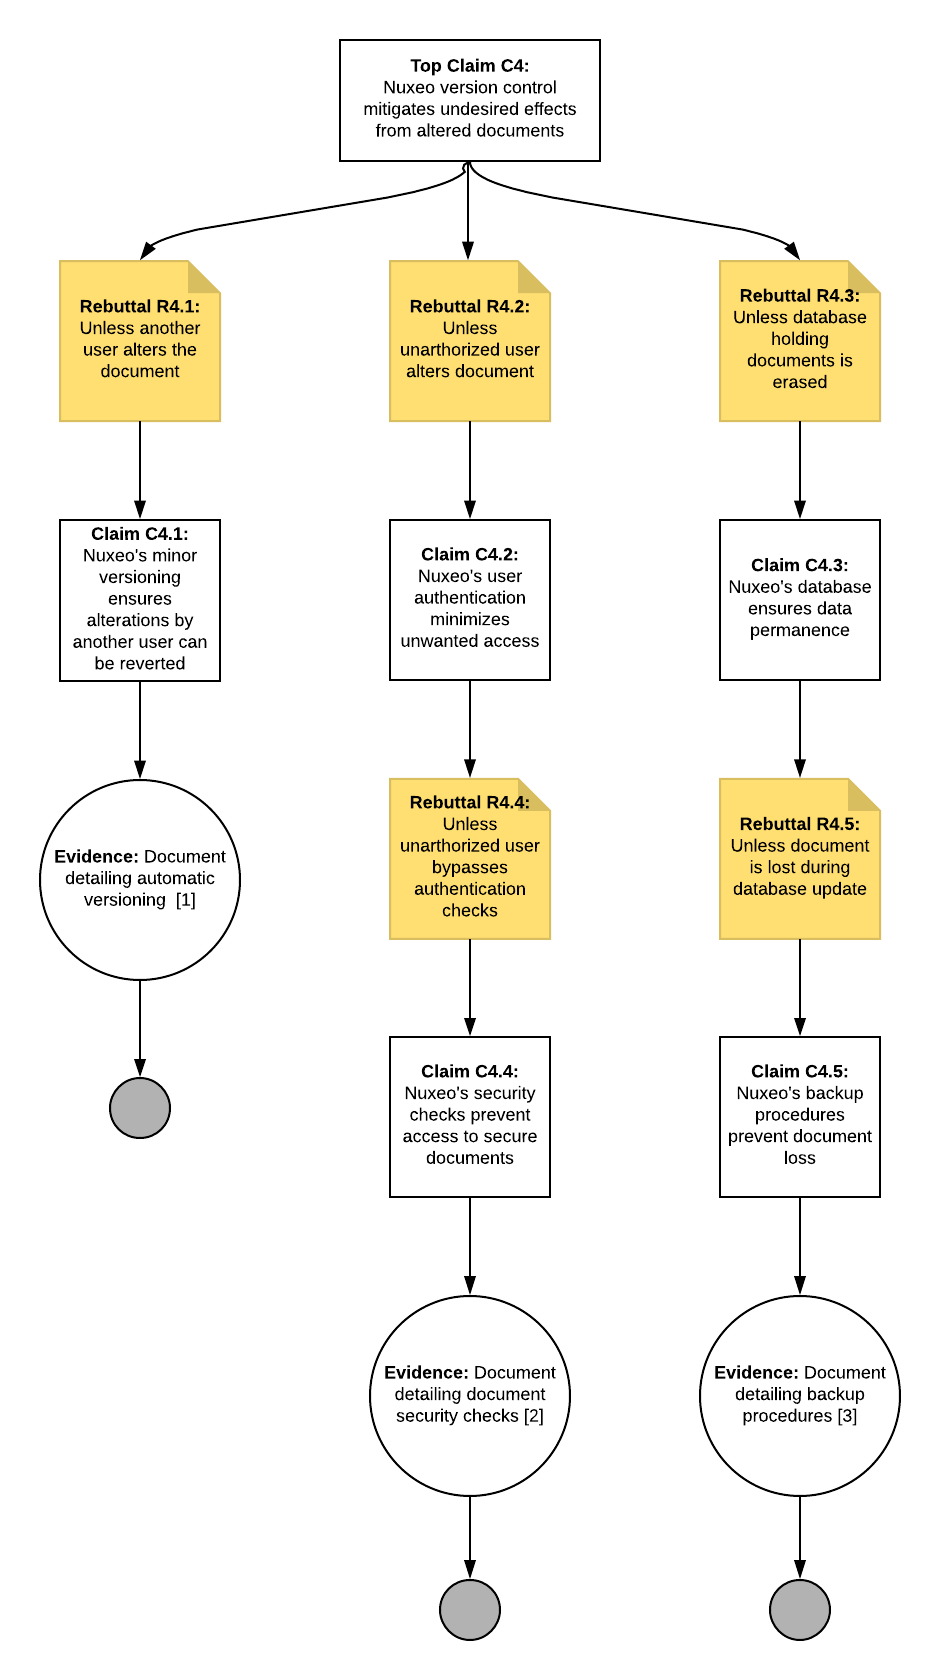 Top Claim C4:
Nuxeo version control
mitigates undesired effects
from altered documents
Rebuttal R4.1:
Unless another
user alters the
document
Rebuttal R4.2:
Unless
unarthorized user
alters document
Rebuttal R4.3:
Unless database
holding
documents is
erased
Claim C4.1:
Nuxeo's minor
versioning
ensures
alterations by
another user can
be reverted
Claim C4.2:
Nuxeo's user
authentication
minimizes
unwanted access
Claim C4.3:
Nuxeo's database
ensures data
permanence
Evidence: Document
detailing automatic
versioning [1]
Rebuttal R4.4:
Unless
unarthorized user
bypasses
authentication
checks
Rebuttal R4.5:
Unless document
is lost during
database update
Claim C4.4:
Nuxeo's security
checks prevent
access to secure
documents
Claim C4.5:
Nuxeo's backup
procedures
prevent document
loss
Evidence: Document
detailing document
security checks [2]
Evidence: Document
detailing backup
procedures [3]